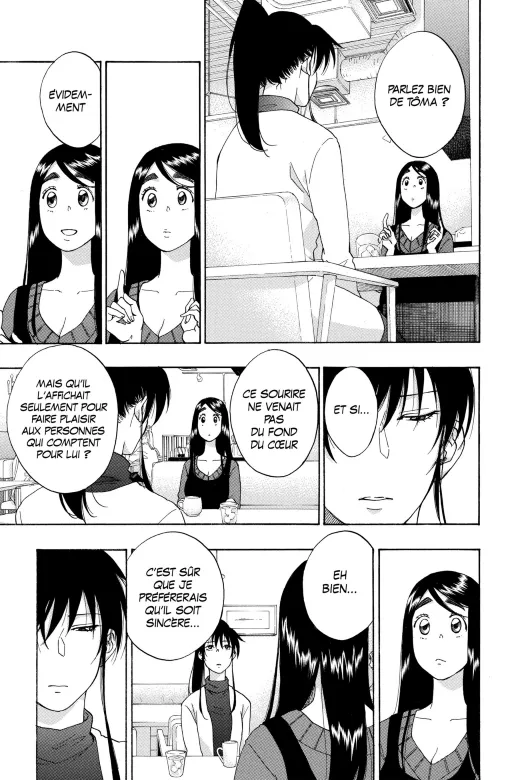 PARLEZ BIEN
DE TÔMA ?
ÉVIDEM-
MENT
ET SI...
CE SOURIRE
NE VENAIT
PAS
DU FOND
DU CŒUR
MAIS QU'IL
L'AFFICHAIT
SEULEMENT POUR
FAIRE PLAISIR
AUX PERSONNES
QUI COMPTENT
POUR LUI ?
EH
BIEN...
C'EST SÛR
QUE JE
PRÉFÉRERAIS
QU'IL SOIT
SINCÈRE...